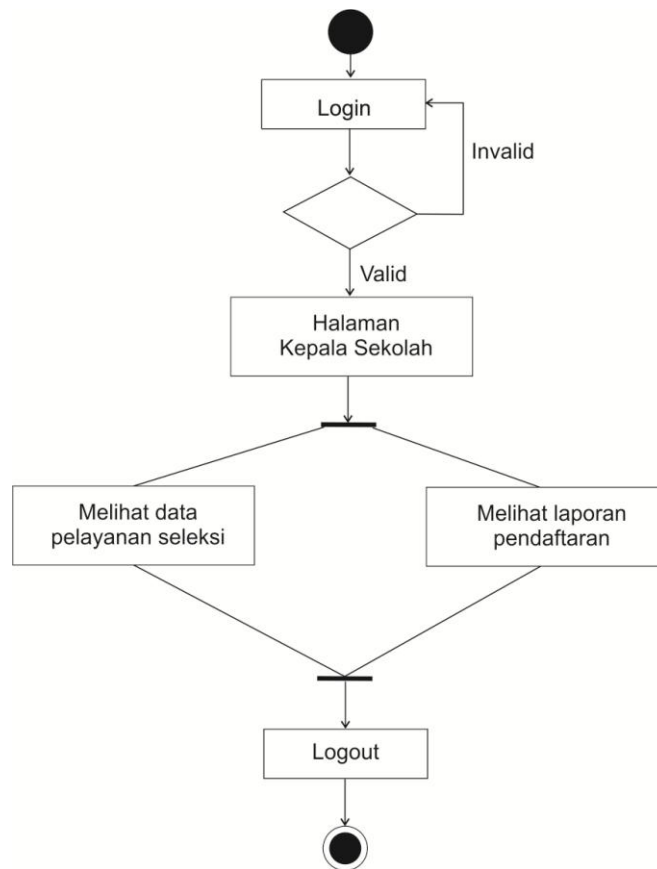 Login
Invalid
Valid
Halaman
Kepala Sekolah
Melihat data
pelayanan seleksi
Melihat laporan
pendaftaran
Logout